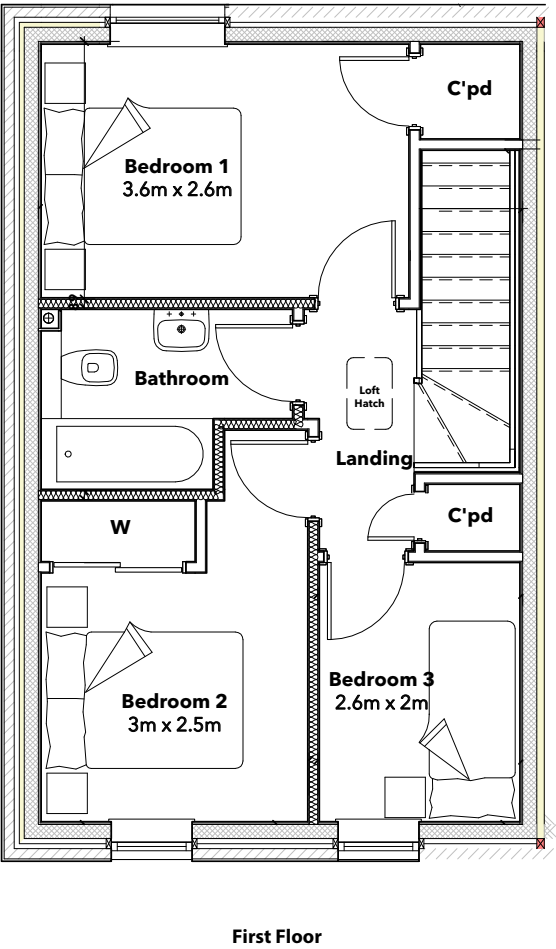 C'pd
Bedroom 1
3.6m x 2.6m
Bathroom
Loft
Hatch
Landing
W
C'pd
Bedroom 3
2.6m x 2m
Bedroom 2
3m x 2.5m
First Floor